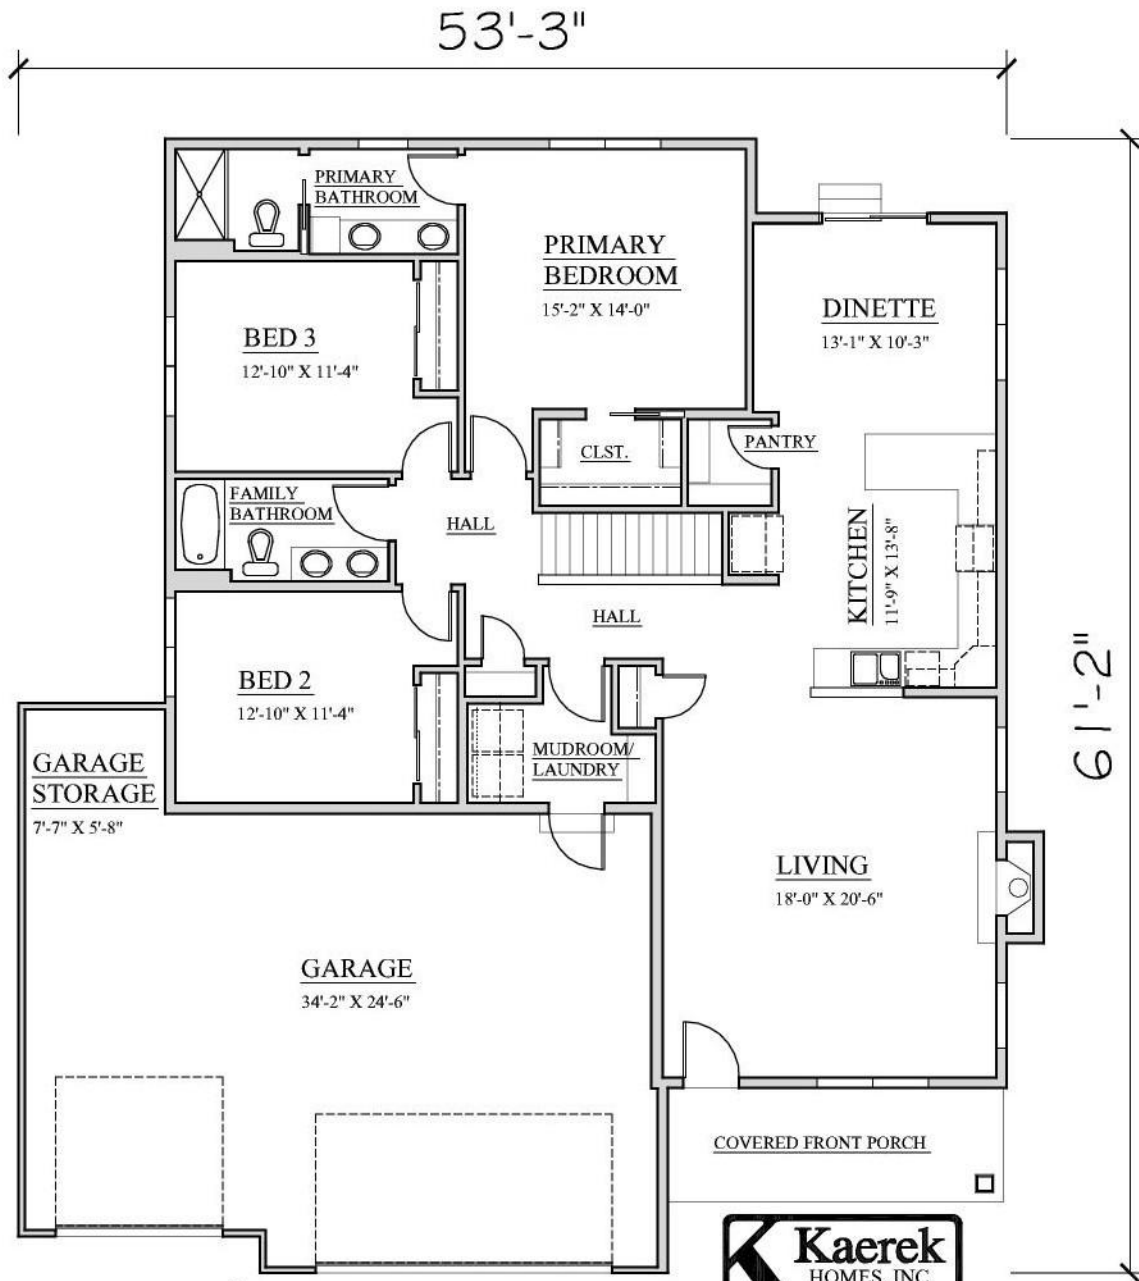 53'-3"
PRIMARY
BATHROOM
PRIMARY
BEDROOM
15'-2" X 14'-0"
DINETTE
13'-1" X 10'-3"
BED 3
12'-10" X 11'-4"
CLST.
PANTRY
FAMILY
BATHROOM
HALL
KITCHEN
11'-9" X 13'-8"
HALL
61'-2"
BED 2
12'-10" X 11'-4"
MUDROOM/
LAUNDRY
GARAGE
STORAGE
7'-7" X 5'-8"
LIVING
18'-0" X 20'-6"
GARAGE
34'-2" X 24'-6"
COVERED FRONT PORCH
Kaerek
HOMES, INC